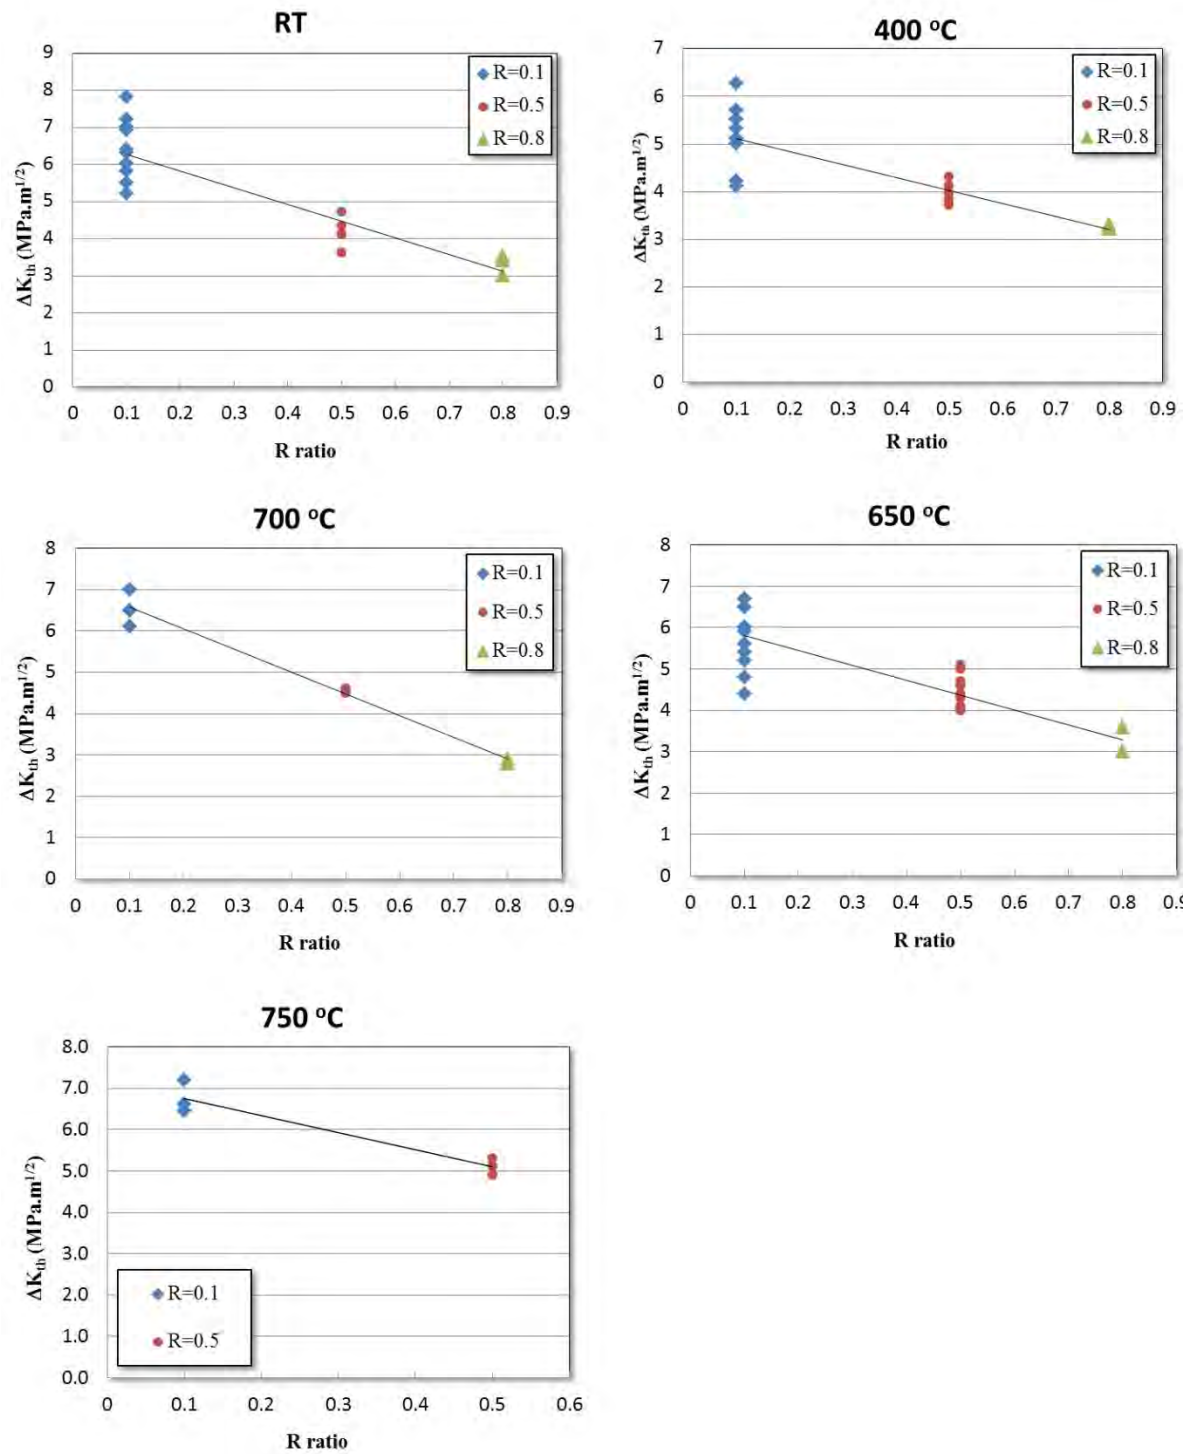 RT
9
8
7
6
5
4
3
2
1
0
ΔKth (MPa.m1/2)
0 0.1 0.2 0.3 0.4 0.5 0.6 0.7 0.8 0.9
R ratio
R=0.1
R=0.5
R=0.8
400 oC
7
6
5
4
3
2
1
0
ΔKth (MPa.m1/2)
0 0.1 0.2 0.3 0.4 0.5 0.6 0.7 0.8 0.9
R ratio
R=0.1
R=0.5
R=0.8
700 oC
8
7
6
5
4
3
2
1
0
ΔKth (MPa.m1/2)
0 0.1 0.2 0.3 0.4 0.5 0.6 0.7 0.8 0.9
R ratio
R=0.1
R=0.5
R=0.8
650 oC
8
7
6
5
4
3
2
1
0
ΔKth (MPa.m1/2)
0 0.1 0.2 0.3 0.4 0.5 0.6 0.7 0.8 0.9
R ratio
R=0.1
R=0.5
R=0.8
750 oC
8.0
7.0
6.0
5.0
4.0
3.0
2.0
1.0
0.0
ΔKth (MPa.m1/2)
0 0.1 0.2 0.3 0.4 0.5 0.6
R ratio
R=0.1
R=0.5